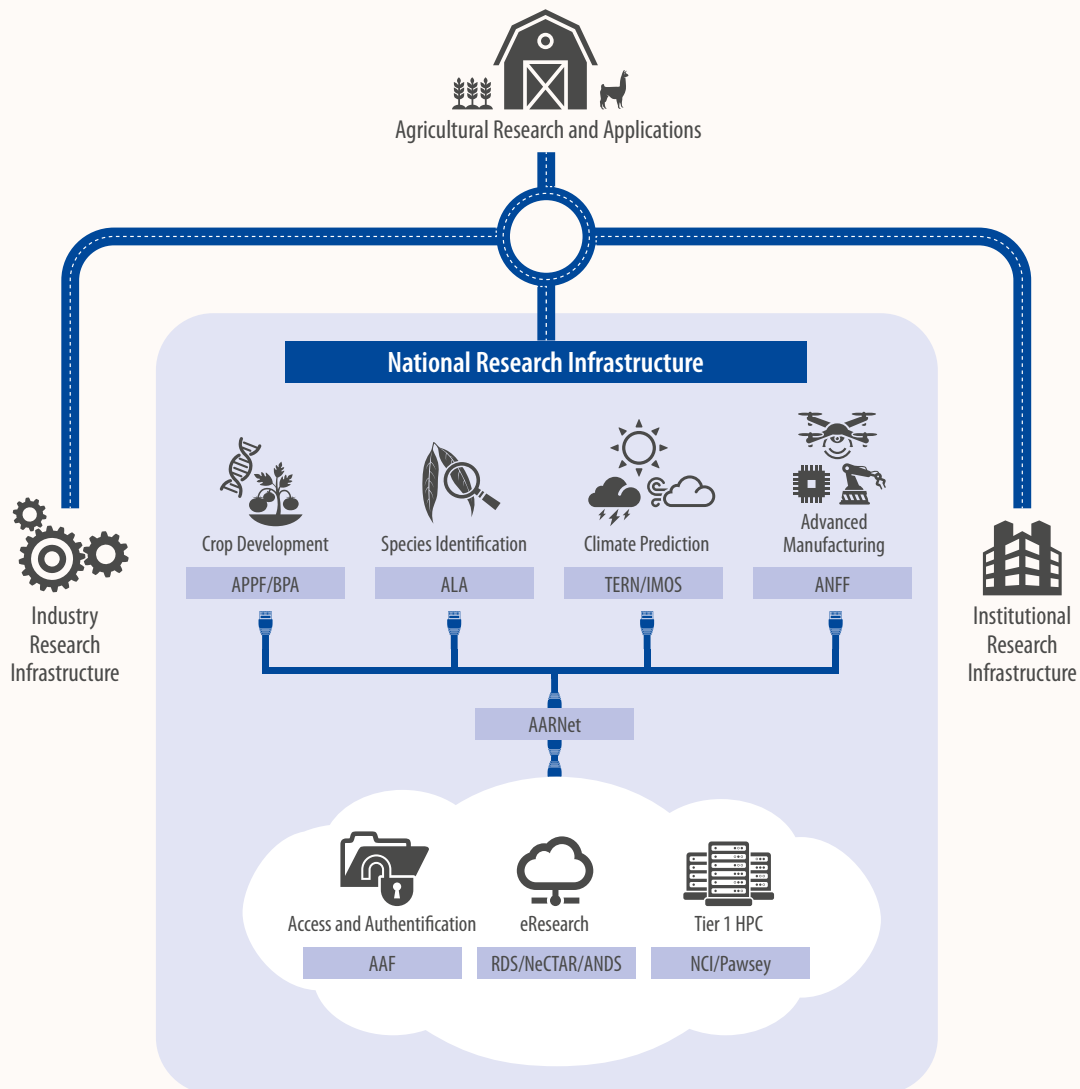 Agricultural Research and Applications
National Research Infrastructure
Crop Development
APPF/BPA
Species Identification
ALA
Climate Prediction
TERN/IMOS
Advanced
Manufacturing
ANFF
Industry
Research
Infrastructure
Institutional
Research
Infrastructure
AARNet
Access and Authentification
AAF
eResearch
RDS/NeCTAR/ANDS
Tier 1 HPC
NCI/Pawsey